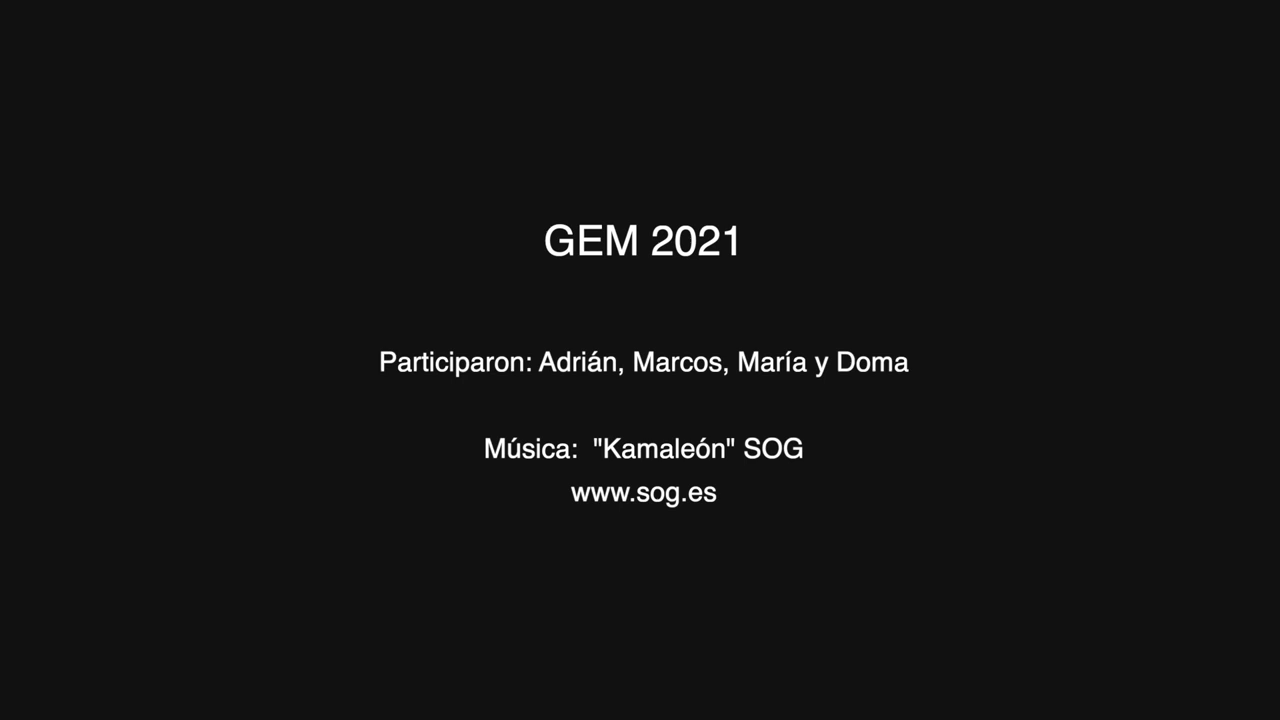 GEM 2021
Participaron: Adrián, Marcos, María y Doma
Música:  "Kamaleón" SOG
www.sog.es